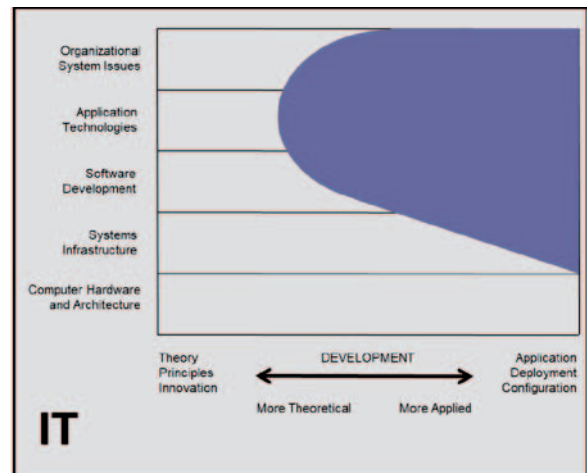 Organizational
System Issues
Application
Technologies
Software
Development
Systems
Infrastructure
Computer Hardware
and Architecture
Theory
Principles
Innovation
DEVELOPMENT
Application
Deployment
Configuration
More Theoretical
More Applied
IT